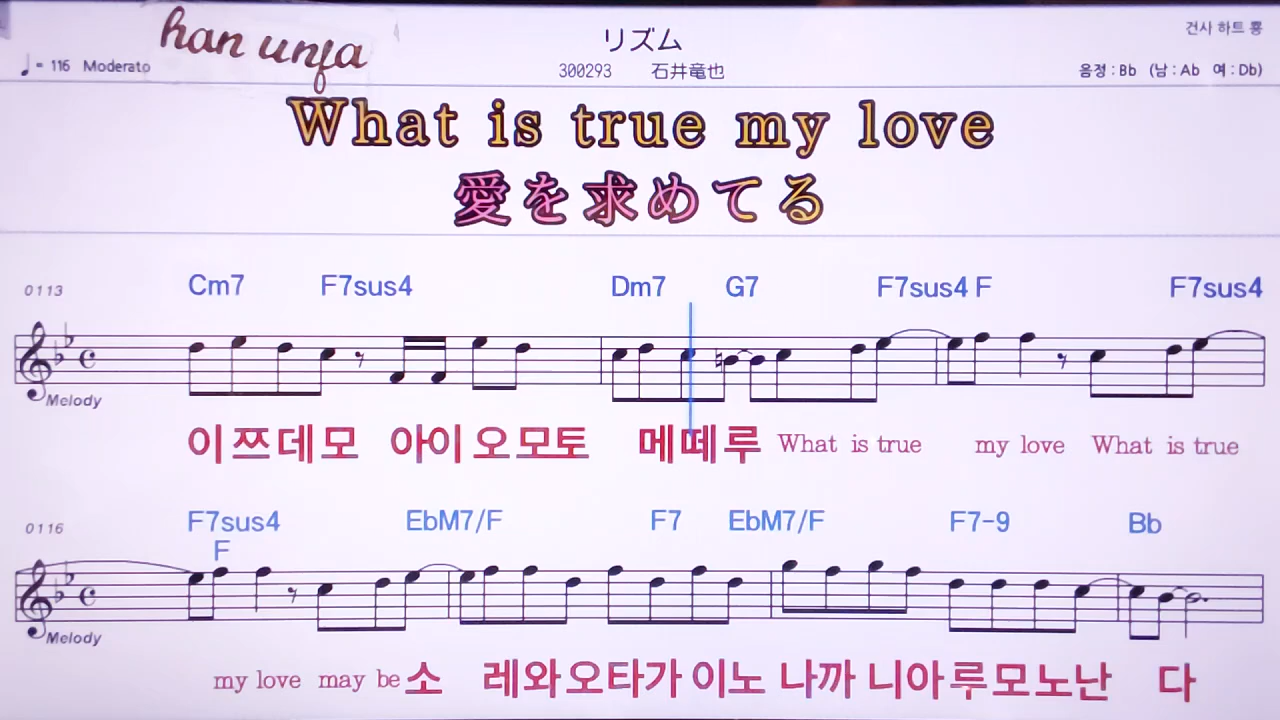 han unfa
リズム
건사 하트 뿅
♩= 116 Moderato
300293 石井竜也
음정 : Bb (남 : Ab 여 : Db)
What is true my love
愛を求めてる
0113 Cm7 F7sus4 Dm7 G7 F7sus4 F F7sus4
Melody
이쯔데모 아이오모토 메떼루 What is true my love What is true
0116 F7sus4 EbM7/F F7 EbM7/F F7-9 Bb
F
Melody
my love may be 소 레와오타가 이노 나까 니아루모노난 다